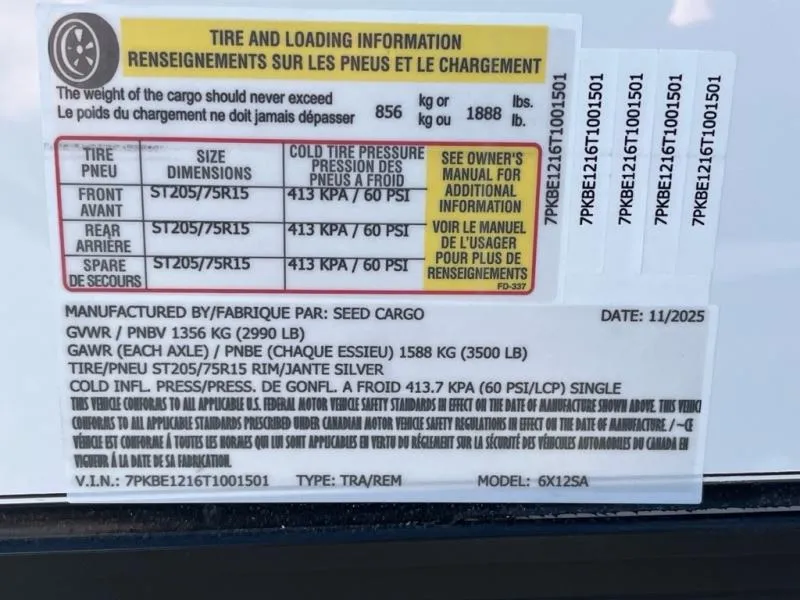 TIRE AND LOADING INFORMATION
RENSEIGNEMENTS SUR LES PNEUS ET LE CHARGEMENT
The weight of the cargo should never exceed 856 kg or 1888 lbs.
Le poids du chargement ne doit jamais dépasser kg ou lb.
TIRE PNEU SIZE DIMENSIONS COLD TIRE PRESSURE PRESSION DES PNEUS A FROID
FRONT AVANT ST205/75R15 413 KPA / 60 PSI
REAR ARRIÈRE ST205/75R15 413 KPA / 60 PSI
SPARE DE SECOURS ST205/75R15 413 KPA / 60 PSI
SEE OWNER'S
MANUAL FOR
ADDITIONAL
INFORMATION
VOIR LE MANUEL
DE L'USAGER
POUR PLUS DE
RENSEIGNEMENTS
FD-337
7PKBE1216T1001501
7PKBE1216T1001501
7PKBE1216T1001501
7PKBE1216T1001501
7PKBE1216T1001501
MANUFACTURED BY/FABRIQUE PAR: SEED CARGO DATE: 11/2025
GVWR / PNBV 1356 KG (2990 LB)
GAWR (EACH AXLE) / PNBE (CHAQUE ESSIEU) 1588 KG (3500 LB)
TIRE/PNEU ST205/75R15 RIM/JANTE SILVER
COLD INFL. PRESS/PRESS. DE GONFL. A FROID 413.7 KPA (60 PSI/LCP) SINGLE
THIS VEHICLE CONFORMS TO ALL APPLICABLE U.S. FEDERAL MOTOR VEHICLE SAFETY STANDARDS IN EFFECT ON THE DATE OF MANUFACTURE SHOWN ABOVE. THIS VEHICL
CONFORMS TO ALL APPLICABLE STANDARDS PRESCRIBED UNDER CANADIAN MOTOR VEHICLE SAFETY REGULATIONS IN EFFECT ON THE DATE OF MANUFACTURE. / ~CE
VÉHICLE EST CONFORME À TOUTES LES NORMES QUI LUI SONT APPLICABLES EN VERTU DU RÉGLEMENT SUR LA SÉCURITÉ DES VÉHICULES AUTOMOBILES DU CANADA EN
VIGUEUR À LA DATE DE SA FABRICATION.
V.I.N.: 7PKBE1216T1001501 TYPE: TRA/REM MODEL: 6X12SA